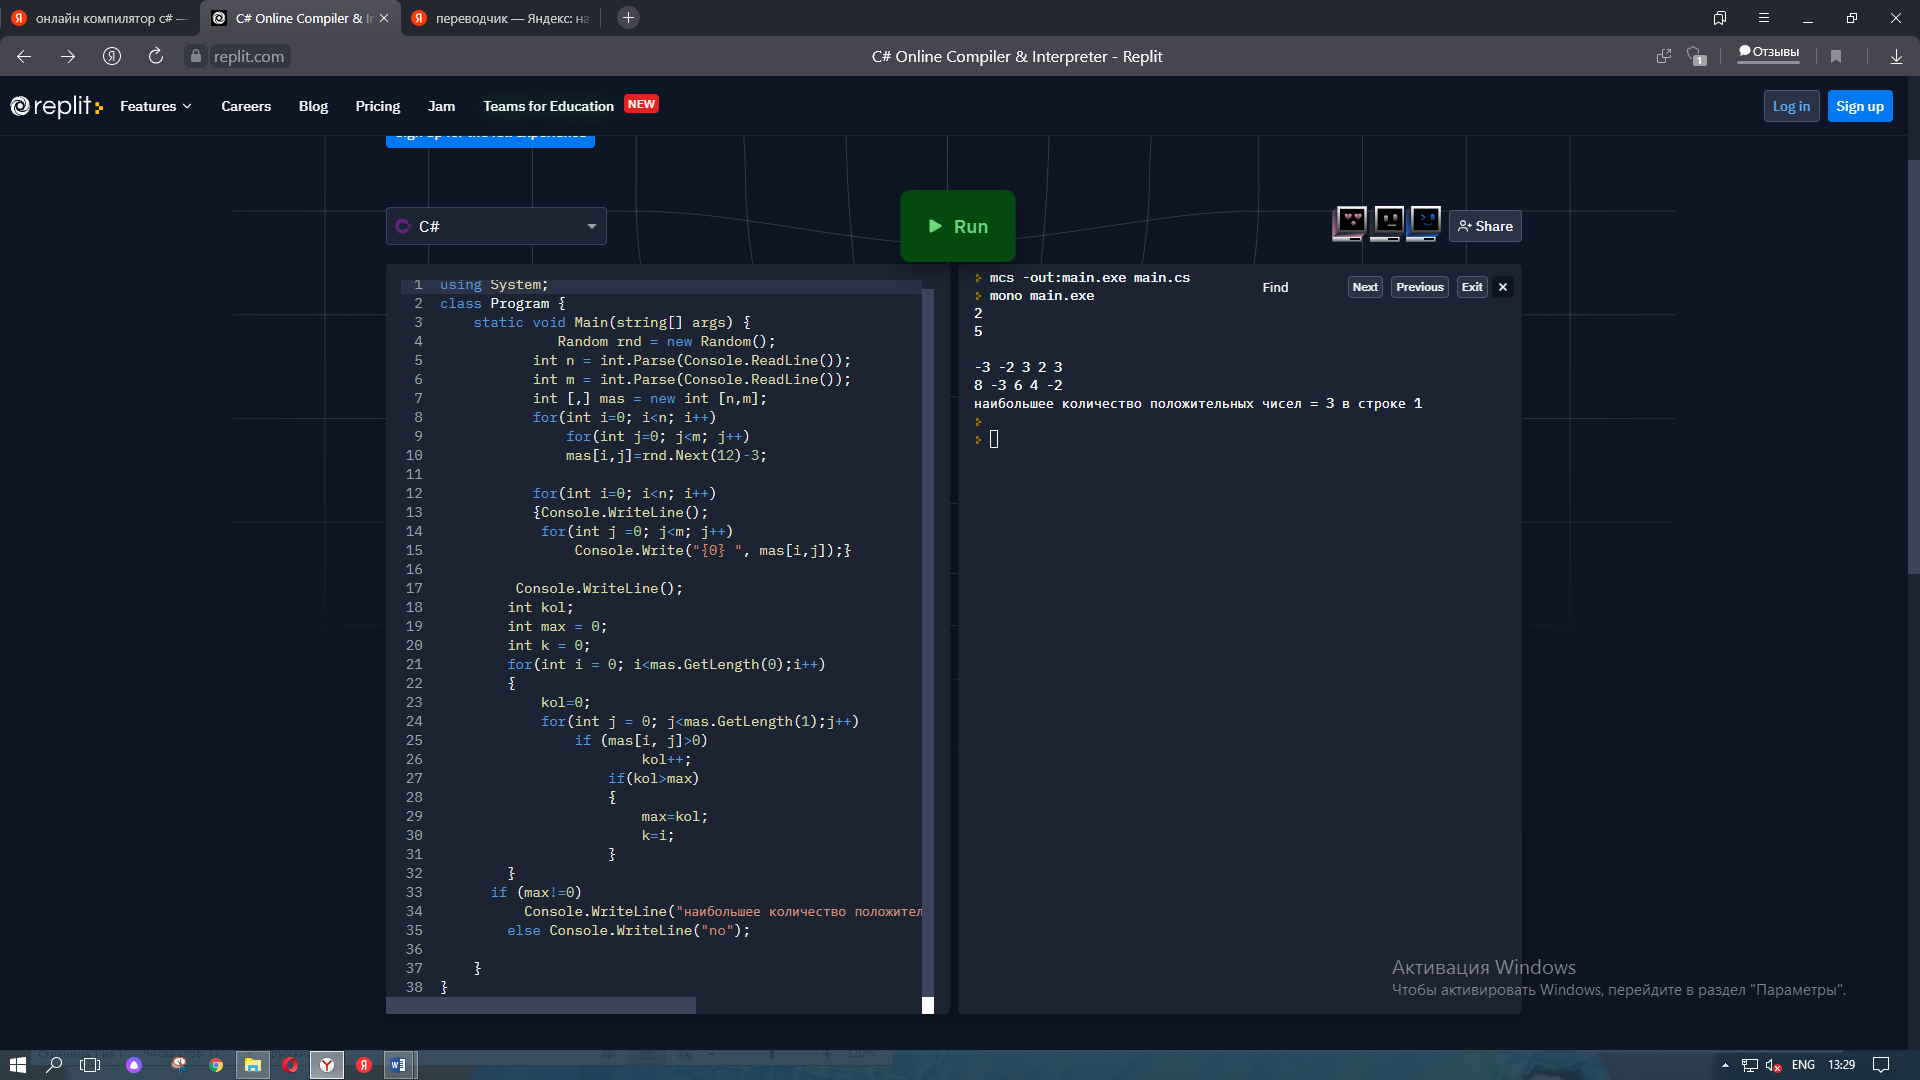 онлайн компилятор c# —
C# Online Compiler & In
переводчик — Яндекс: на
replit.com
C# Online Compiler & Interpreter - Replit
1
Отзывы
replit
Features
Careers
Blog
Pricing
Jam
Teams for Education
NEW
Log in
Sign up
C#
Run
Share
1 using System;
2 class Program {
3 static void Main(string[] args) {
4 Random rnd = new Random();
5 int n = int.Parse(Console.ReadLine());
6 int m = int.Parse(Console.ReadLine());
7 int [,] mas = new int [n,m];
8 for(int i=0; i<n; i++)
9 for(int j=0; j<m; j++)
10 mas[i,j]=rnd.Next(12)-3;
11
12 for(int i=0; i<n; i++)
13 {Console.WriteLine();
14 for(int j =0; j<m; j++)
15 Console.Write("{0} ", mas[i,j]);}
16
17 Console.WriteLine();
18 int kol;
19 int max = 0;
20 int k = 0;
21 for(int i = 0; i<mas.GetLength(0);i++)
22 {
23 kol=0;
24 for(int j = 0; j<mas.GetLength(1);j++)
25 if (mas[i, j]>0)
26 kol++;
27 if(kol>max)
28 {
29 max=kol;
30 k=i;
31 }
32 }
33 if (max!=0)
34 Console.WriteLine("наибольшее количество положител
35 else Console.WriteLine("no");
36
37 }
38 }
mcs -out:main.exe main.cs
mono main.exe
2
5
-3 -2 3 2 3
8 -3 6 4 -2
наибольшее количество положительных чисел = 3 в строке 1
Find
Next
Previous
Exit
Активация Windows
Чтобы активировать Windows, перейдите в раздел "Параметры".
ENG
13:29